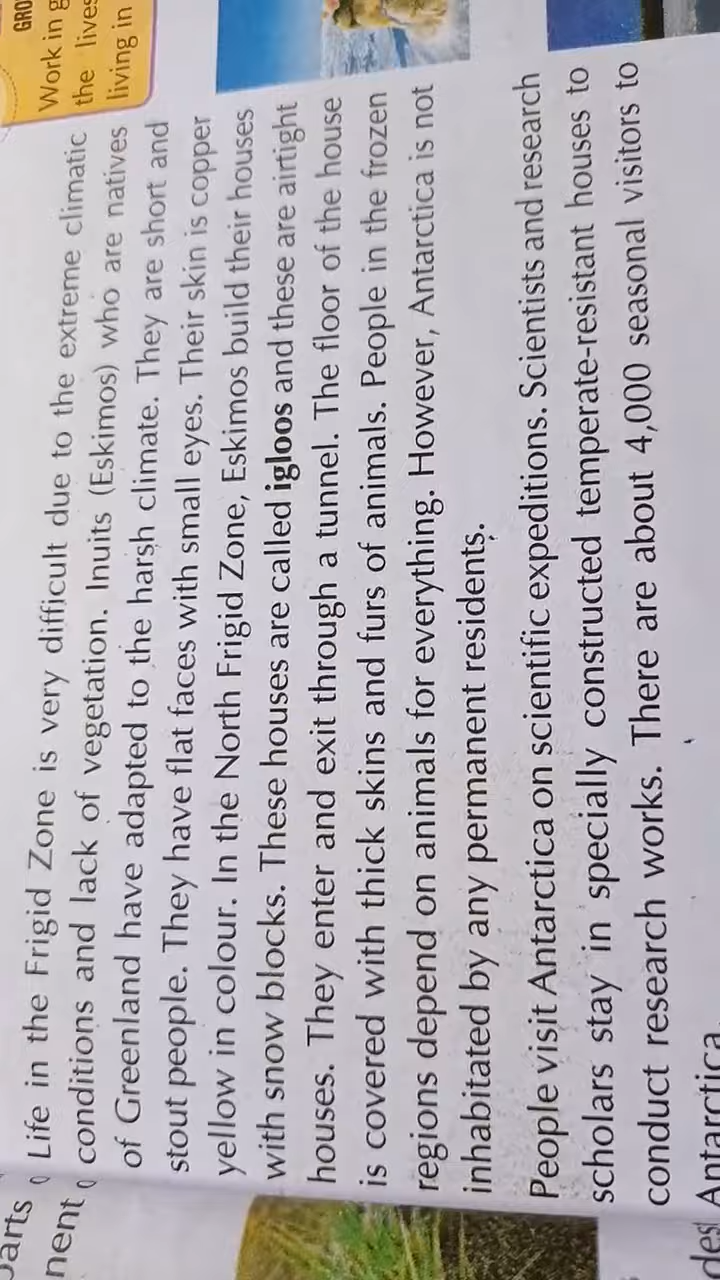 GRO
Work in g
the lives
living in
parts
nent
Life in the Frigid Zone is very difficult due to the extreme climatic
conditions and lack of vegetation. Inuits (Eskimos) who are natives
of Greenland have adapted to the harsh climate. They are short and
stout people. They have flat faces with small eyes. Their skin is copper
yellow in colour. In the North Frigid Zone, Eskimos build their houses
with snow blocks. These houses are called igloos and these are airtight
houses. They enter and exit through a tunnel. The floor of the house
is covered with thick skins and furs of animals. People in the frozen
regions depend on animals for everything. However, Antarctica is not
inhabitated by any permanent residents.
People visit Antarctica on scientific expeditions. Scientists and research
scholars stay in specially constructed temperate-resistant houses to
conduct research works. There are about 4,000 seasonal visitors to
Antarctica